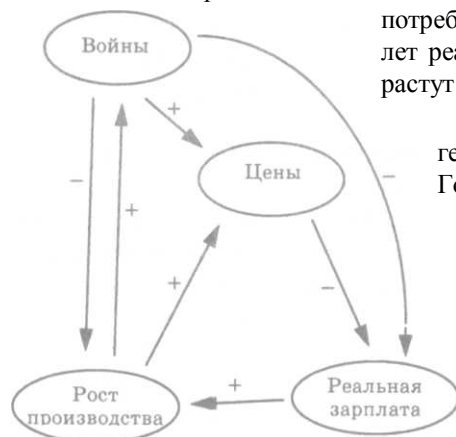 потреб
лет реа
растут
ге
Го
Войны
+
Цены
−
+
−
+
−
+
Рост
производства
Реальная
зарплата